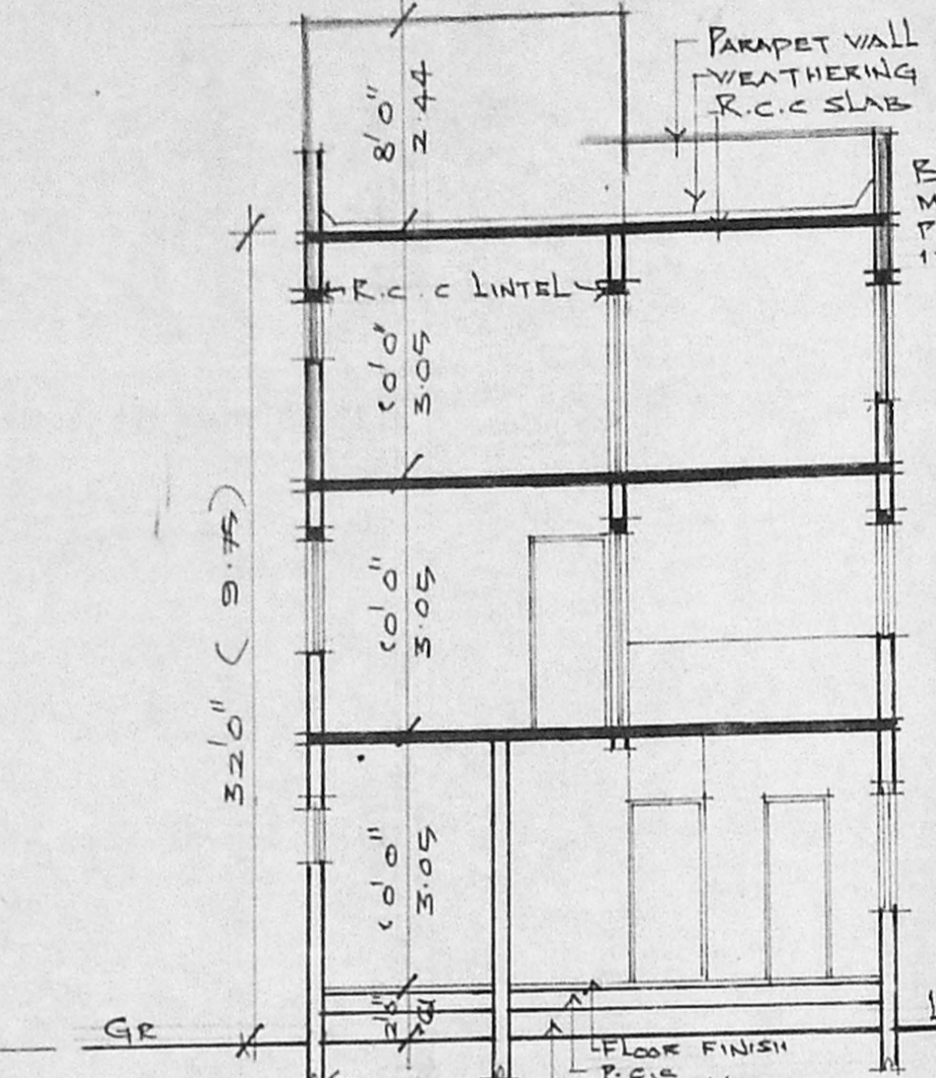 PARAPET WALL
WEATHERING
R.C.C SLAB
8'0"
2.44
R.C.C LINTEL
10'0"
3.05
10'0"
3.05
32'0" (9.75)
10'0"
3.05
GR
FLOOR FINISH
P.C.C